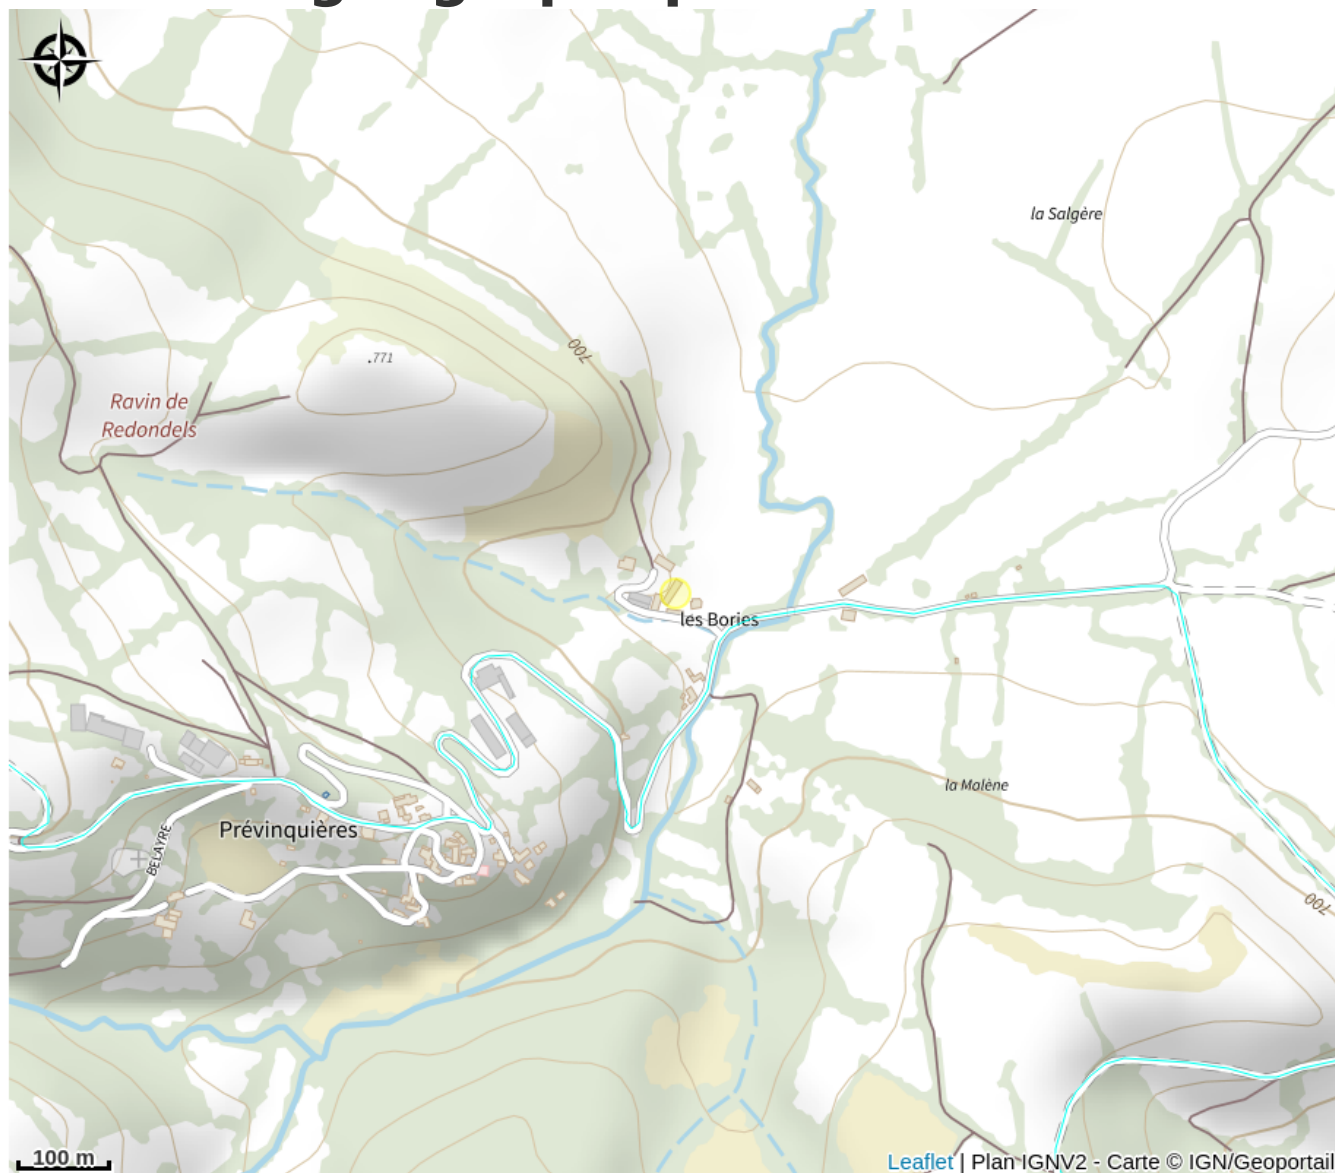 la Salgère
700
.771
Ravin de
Redondels
les Bories
la Malène
Prévinquières
BELAYRE
700
100 m
Leaflet | Plan IGNV2 - Carte © IGN/Geoportail